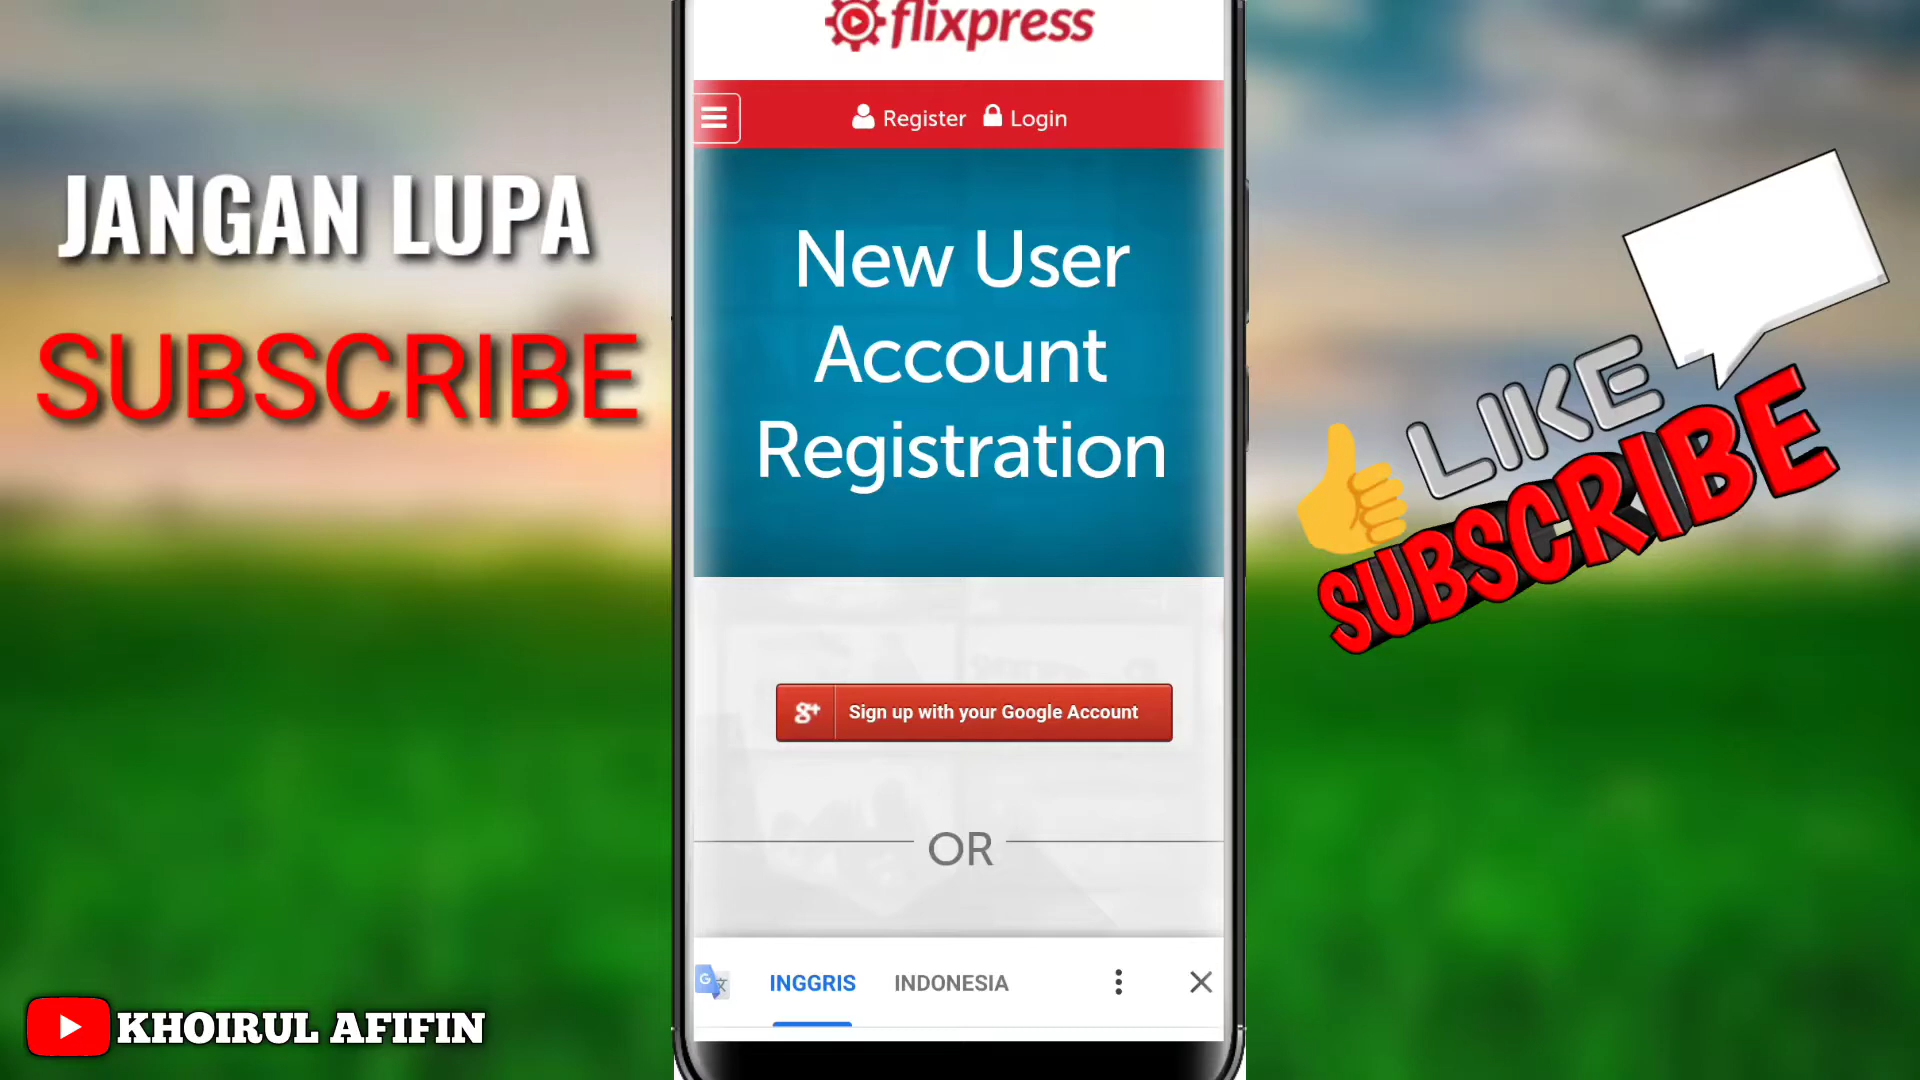 flixpress
Register Login
JANGAN LUPA
SUBSCRIBE
New User
Account
Registration
LIKE
SUBSCRIBE
g+ Sign up with your Google Account
OR
INGGRIS INDONESIA
KHOIRUL AFIFIN